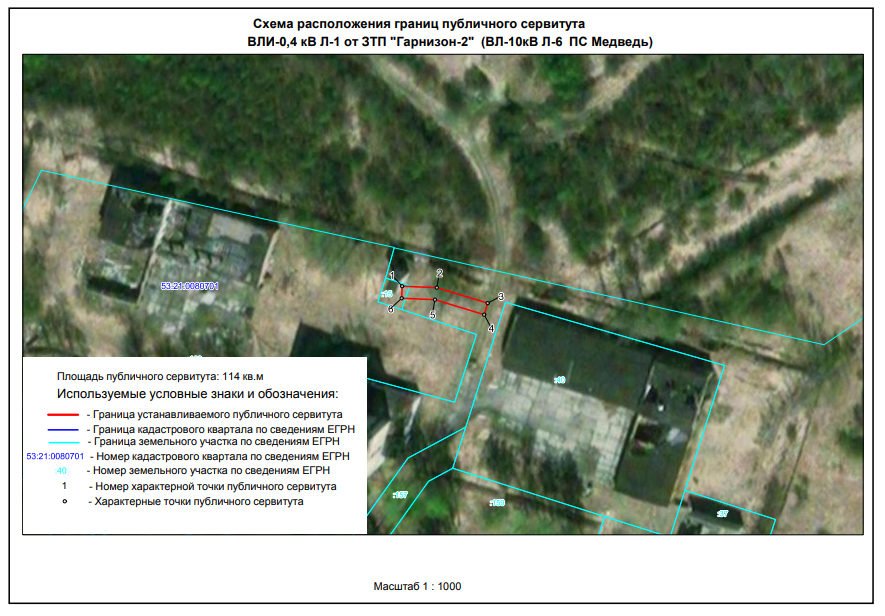 Схема расположения границ публичного сервитута
ВЛИ-0,4 кВ Л-1 от ЗТП "Гарнизон-2" (ВЛ-10кВ Л-6 ПС Медведь)
1
2
3
53:21:0080701
6
5
4
:40
:37
Площадь публичного сервитута: 114 кв.м
Используемые условные знаки и обозначения:
- Граница устанавливаемого публичного сервитута
- Граница кадастрового квартала по сведениям ЕГРН
- Граница земельного участка по сведениям ЕГРН
53:21:0080701 - Номер кадастрового квартала по сведениям ЕГРН
:40 - Номер земельного участка по сведениям ЕГРН
1 - Номер характерной точки публичного сервитута
- Характерные точки публичного сервитута
Масштаб 1 : 1000